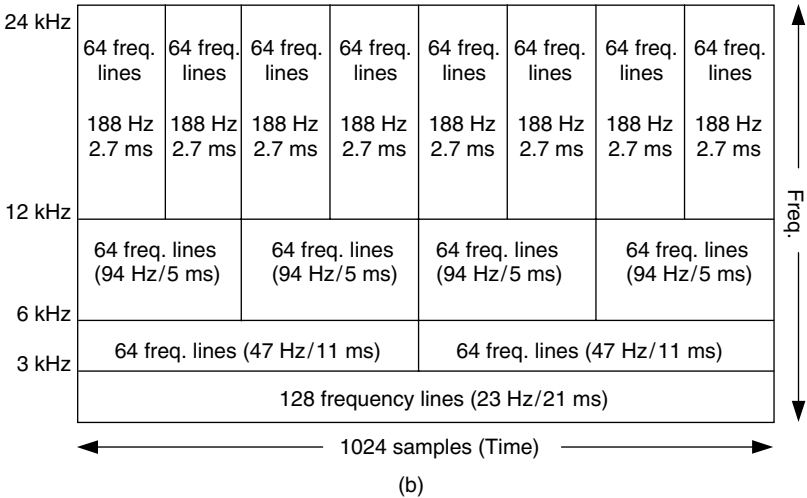 24 kHz
64 freq. 64 freq. 64 freq. 64 freq. 64 freq. 64 freq. 64 freq. 64 freq.
lines lines lines lines lines lines lines lines
188 Hz 188 Hz 188 Hz 188 Hz 188 Hz 188 Hz 188 Hz 188 Hz
2.7 ms 2.7 ms 2.7 ms 2.7 ms 2.7 ms 2.7 ms 2.7 ms 2.7 ms
12 kHz
Freq.
64 freq. lines 64 freq. lines 64 freq. lines 64 freq. lines
(94 Hz/5 ms) (94 Hz/5 ms) (94 Hz/5 ms) (94 Hz/5 ms)
6 kHz
64 freq. lines (47 Hz/11 ms) 64 freq. lines (47 Hz/11 ms)
3 kHz
128 frequency lines (23 Hz/21 ms)
1024 samples (Time)
(b)